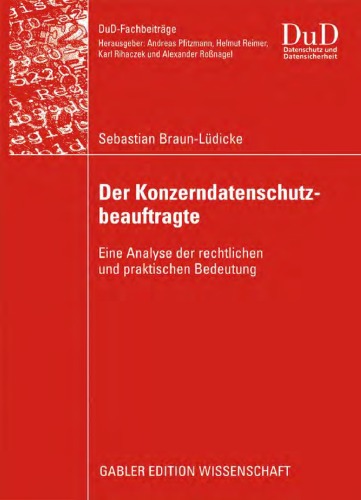 DuD-Fachbeiträge
Herausgeber: Andreas Pfitzmann, Helmut Reimer,
Karl Rihaczek und Alexander Roßnagel
DuD
Datenschutz und
Datensicherheit
Sebastian Braun-Lüdicke
Der Konzerndatenschutz-
beauftragte
Eine Analyse der rechtlichen
und praktischen Bedeutung
GABLER EDITION WISSENSCHAFT